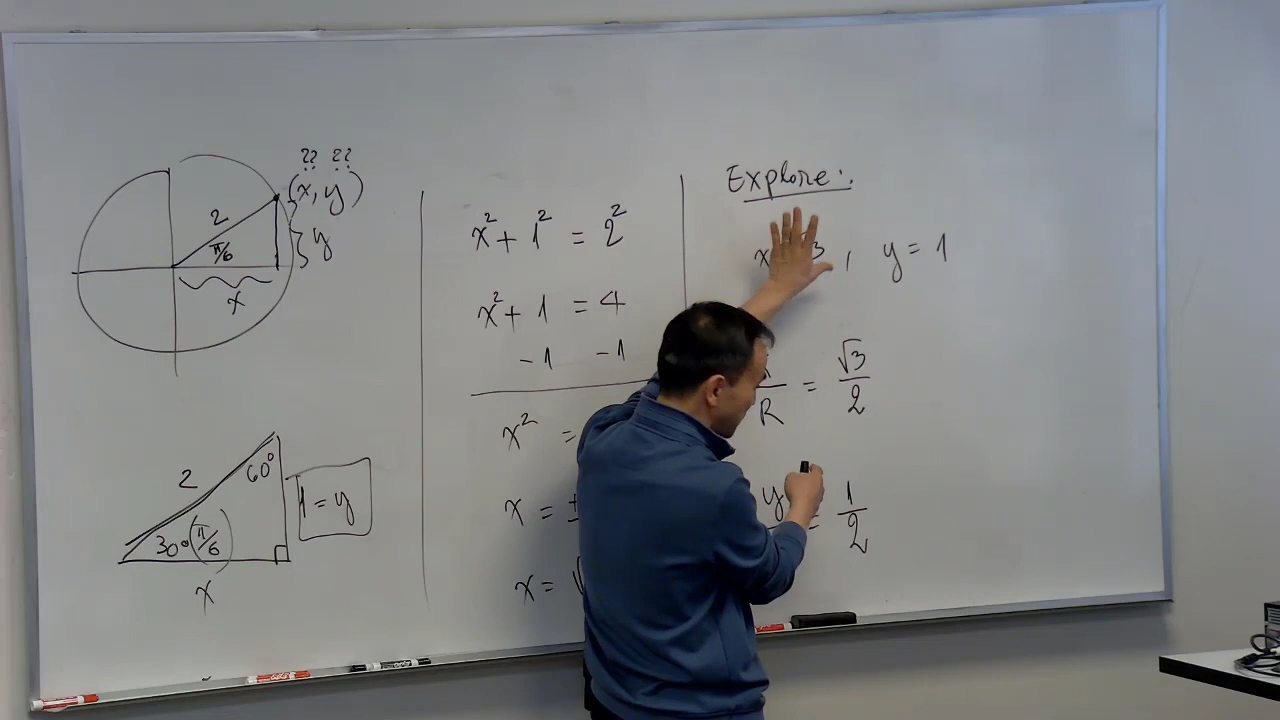 ?? ??
(x, y)
2
π/6
} y
x
2
60°
30° (π/6)
1 = y
x
x² + 1² = 2²
x² + 1 = 4
-1 -1
x² =
x =
x =
Explore:
x 3 , y = 1
R = √3/2
y = 1/2